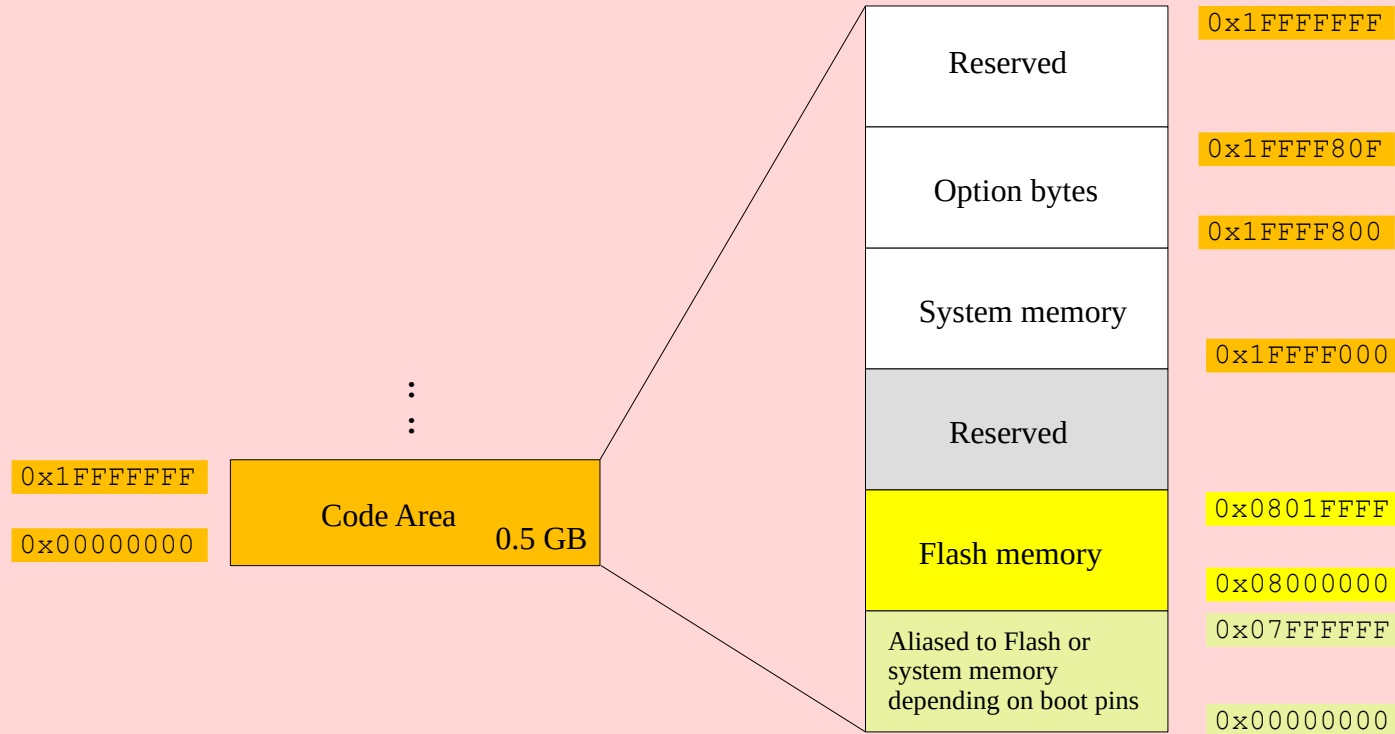 0x1FFFFFFF
Reserved
0x1FFFF80F
Option bytes
0x1FFFF800
System memory
0x1FFFF000
:
:
Reserved
0x1FFFFFFF
Code Area
0.5 GB
0x00000000
0x0801FFFF
Flash memory
0x08000000
0x07FFFFFF
Aliased to Flash or
system memory
depending on boot pins
0x00000000